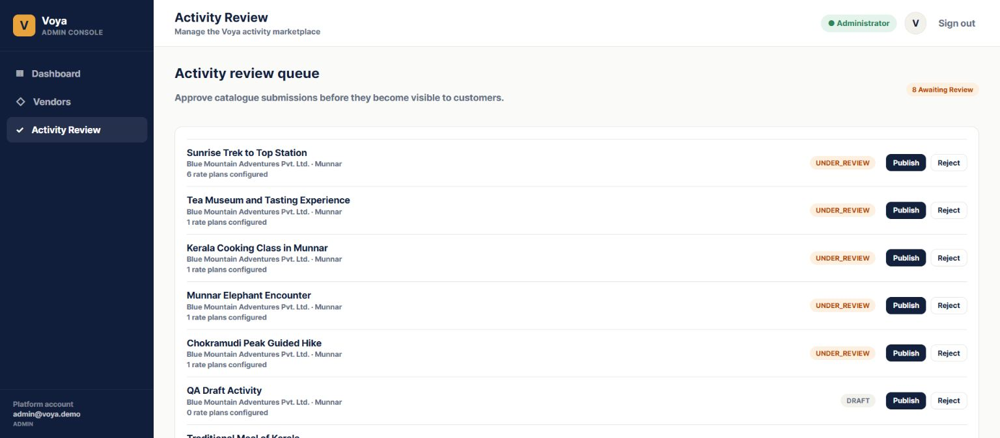 V
Voya
ADMIN CONSOLE
Dashboard
Vendors
Activity Review
Platform account
admin@voya.demo
ADMIN
Activity Review
Manage the Voya activity marketplace
Administrator
V
Sign out
Activity review queue
Approve catalogue submissions before they become visible to customers.
8 Awaiting Review
Sunrise Trek to Top Station
Blue Mountain Adventures Pvt. Ltd. · Munnar
6 rate plans configured
UNDER_REVIEW Publish Reject
Tea Museum and Tasting Experience
Blue Mountain Adventures Pvt. Ltd. · Munnar
1 rate plans configured
UNDER_REVIEW Publish Reject
Kerala Cooking Class in Munnar
Blue Mountain Adventures Pvt. Ltd. · Munnar
1 rate plans configured
UNDER_REVIEW Publish Reject
Munnar Elephant Encounter
Blue Mountain Adventures Pvt. Ltd. · Munnar
1 rate plans configured
UNDER_REVIEW Publish Reject
Chokramudi Peak Guided Hike
Blue Mountain Adventures Pvt. Ltd. · Munnar
1 rate plans configured
UNDER_REVIEW Publish Reject
QA Draft Activity
Blue Mountain Adventures Pvt. Ltd. · Munnar
0 rate plans configured
DRAFT Publish Reject
Traditional Meal of Kerala